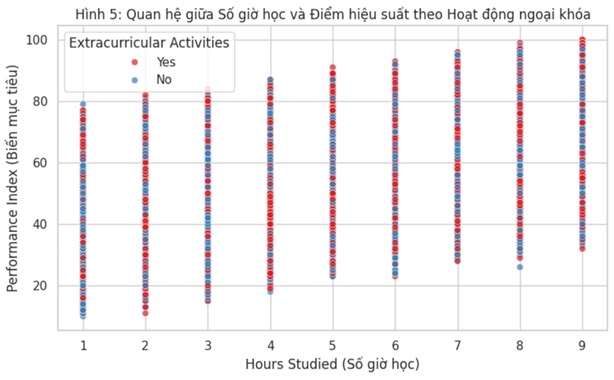 Hình 5: Quan hệ giữa Số giờ học và Điểm hiệu suất theo Hoạt động ngoại khóa
Extracurricular Activities
Yes
No
Performance Index (Biến mục tiêu)
100
80
60
40
20
1 2 3 4 5 6 7 8 9
Hours Studied (Số giờ học)